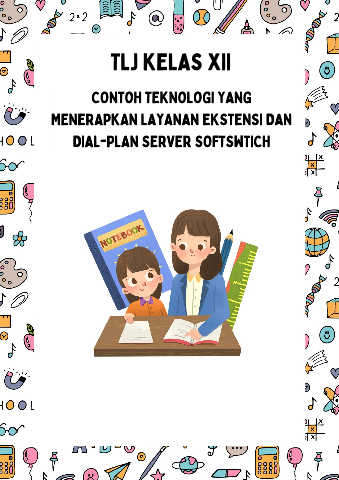 TLJ KELAS XII
CONTOH TEKNOLOGI YANG
MENERAPKAN LAYANAN EKSTENSI DAN
DIAL-PLAN SERVER SOFTSWTICH
NOTEBOOK